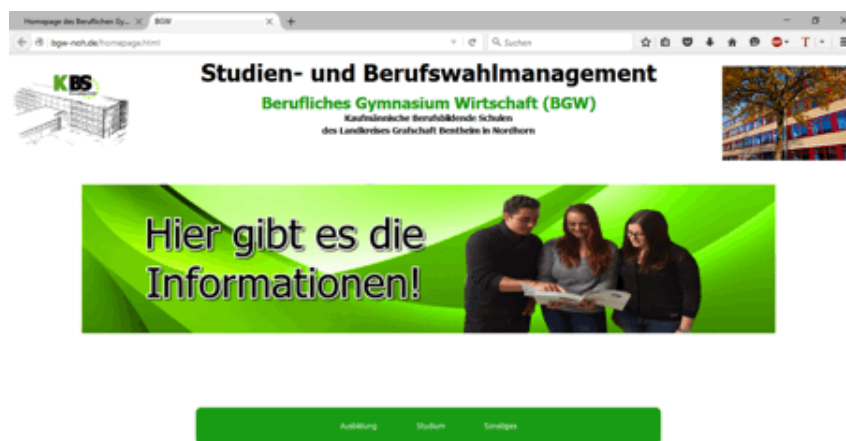 Homepage des Beruflichen Gy...
BGW
bgw-noh.de/homepage.html
Suchen
KBS
Studien- und Berufswahlmanagement
Berufliches Gymnasium Wirtschaft (BGW)
Kaufmännische Berufsbildende Schulen
des Landkreises Grafschaft Bentheim in Nordhorn
Hier gibt es die
Informationen!
Ausbildung Studium Sonstiges